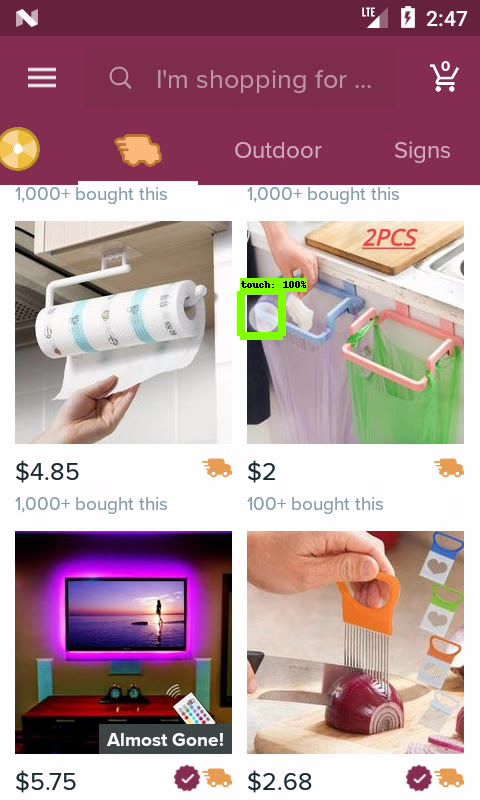 LTE 2:47
I'm shopping for ...
0
Outdoor Signs
1,000+ bought this 1,000+ bought this
2PCS
touch: 100%
$4.85 $2
1,000+ bought this 100+ bought this
Almost Gone!
$5.75 $2.68